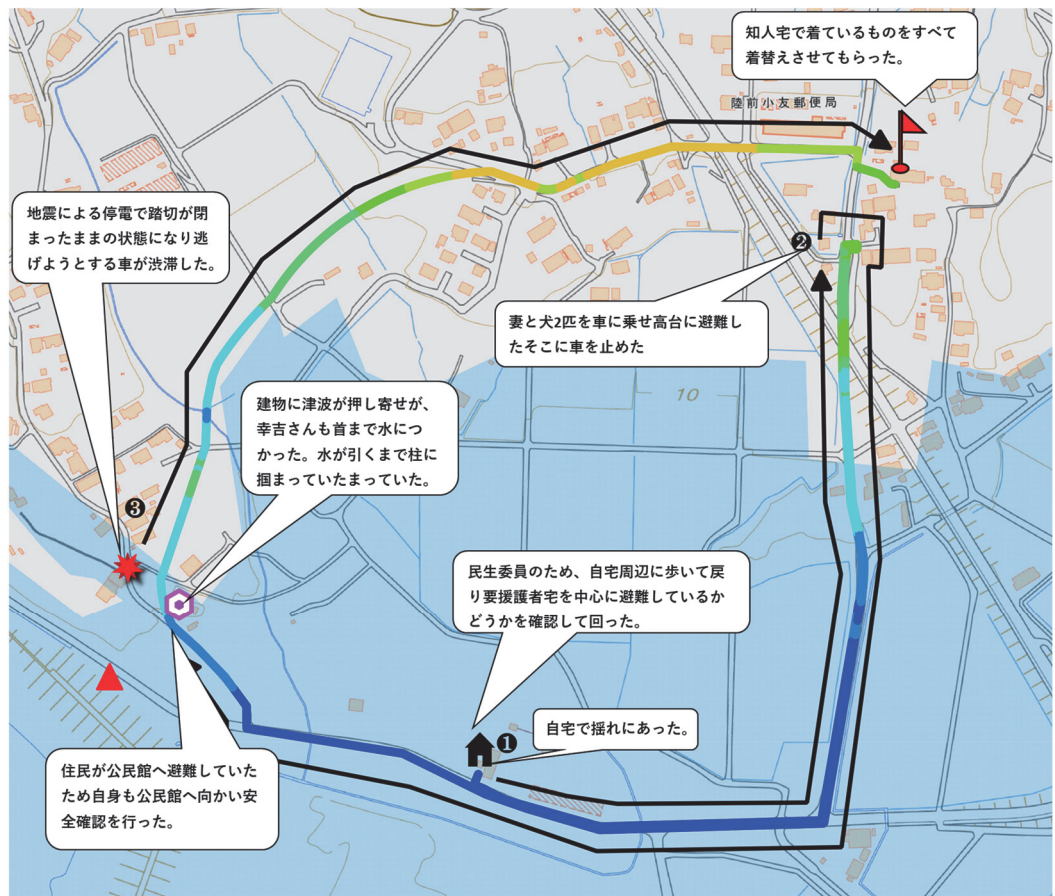 知人宅で着ているものをすべて
着替えさせてもらった。
陸前小友郵便局
地震による停電で踏切が閉
まったままの状態になり逃
げようとする車が渋滞した。
❷
妻と犬2匹を車に乗せ高台に避難し
たそこに車を止めた
建物に津波が押し寄せが、
幸吉さんも首まで水につ
かった。水が引くまで柱に
掴まっていたまっていた。
10
❸
民生委員のため、自宅周辺に歩いて戻
り要援護者宅を中心に避難しているか
どうかを確認して回った。
❶
自宅で揺れにあった。
住民が公民館へ避難していた
ため自身も公民館へ向かい安
全確認を行った。